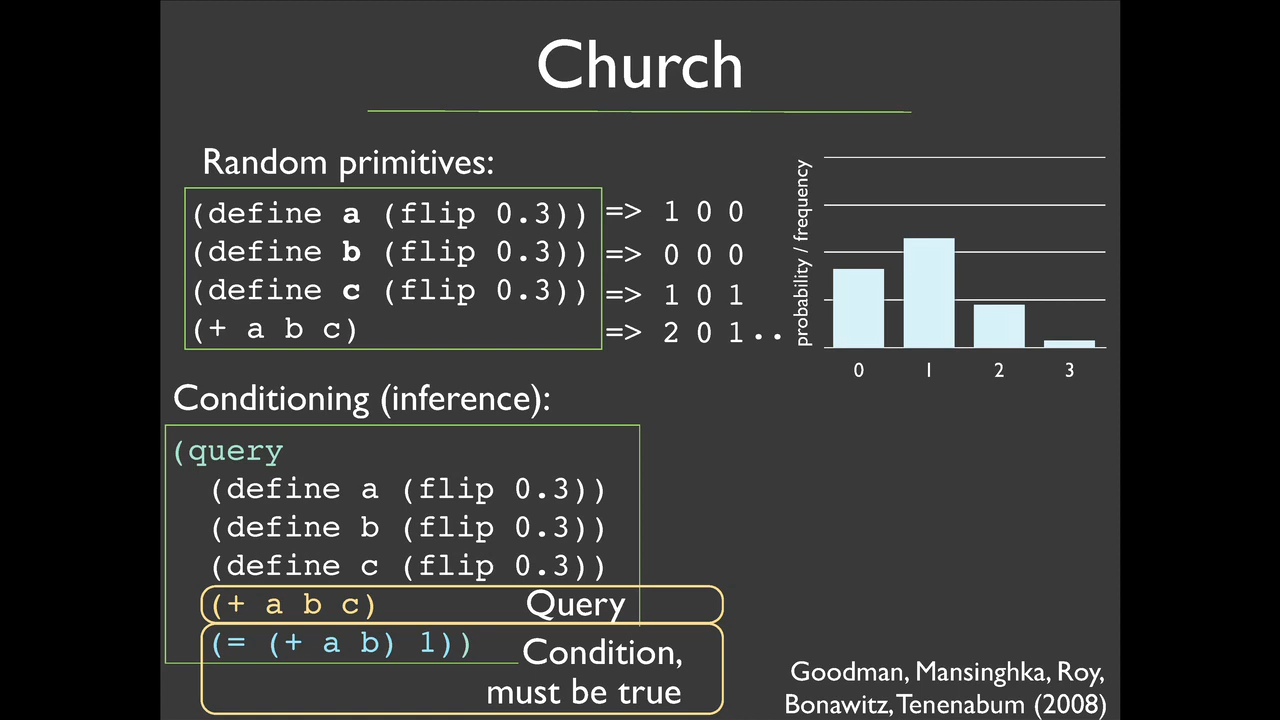 Church
Random primitives:
(define a (flip 0.3)) => 1 0 0
(define b (flip 0.3)) => 0 0 0
(define c (flip 0.3)) => 1 0 1
(+ a b c) => 2 0 1..
probability / frequency
0 1 2 3
Conditioning (inference):
(query
(define a (flip 0.3))
(define b (flip 0.3))
(define c (flip 0.3))
(+ a b c) Query
(= (+ a b) 1)) Condition,
must be true
Goodman, Mansinghka, Roy,
Bonawitz, Tenenabum (2008)